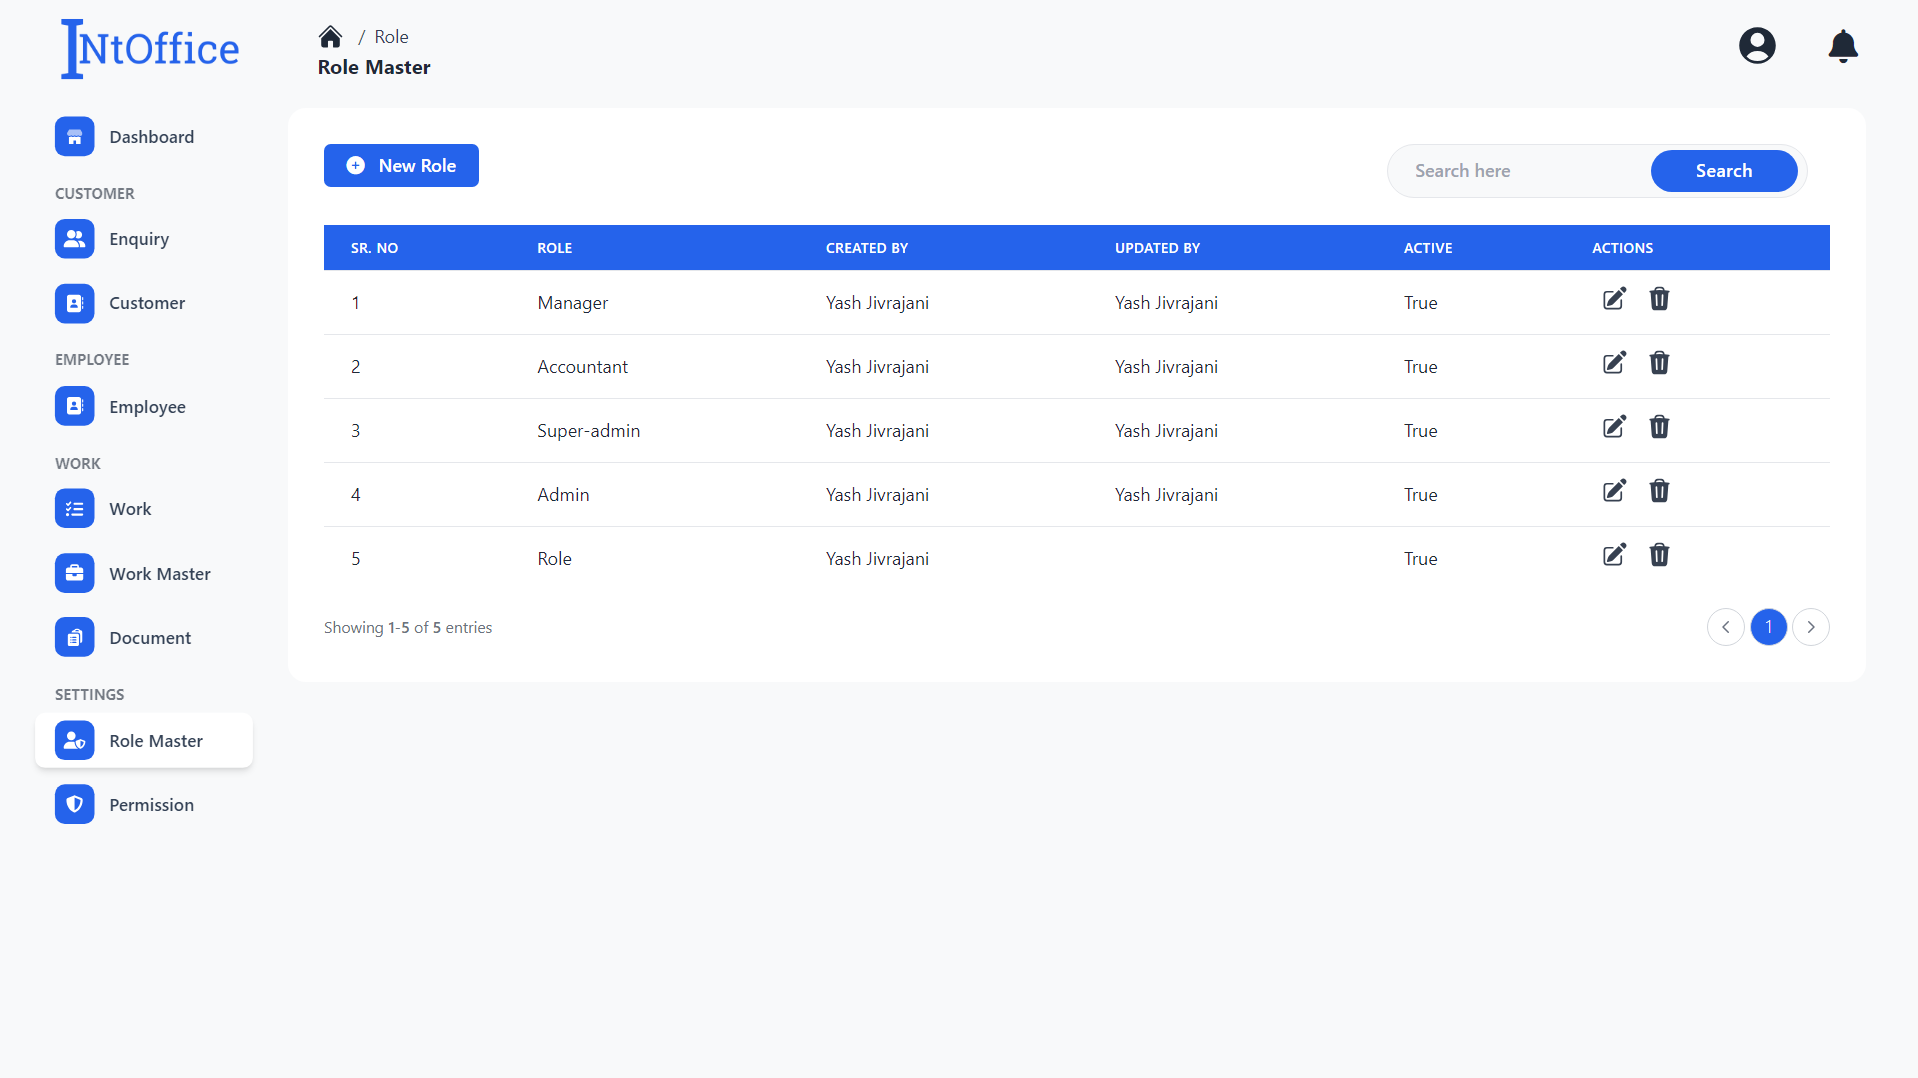 INtOffice
Dashboard
CUSTOMER
Enquiry
Customer
EMPLOYEE
Employee
WORK
Work
Work Master
Document
SETTINGS
Role Master
Permission
/ Role
Role Master
New Role
Search here
Search
SR. NO ROLE CREATED BY UPDATED BY ACTIVE ACTIONS
1 Manager Yash Jivrajani Yash Jivrajani True
2 Accountant Yash Jivrajani Yash Jivrajani True
3 Super-admin Yash Jivrajani Yash Jivrajani True
4 Admin Yash Jivrajani Yash Jivrajani True
5 Role Yash Jivrajani True
Showing 1-5 of 5 entries
1